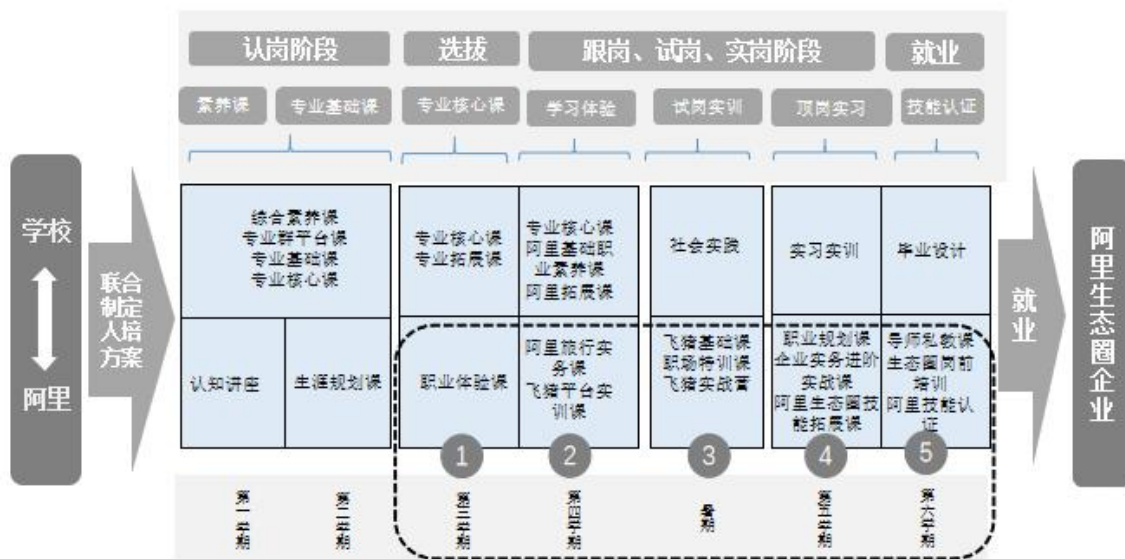 认岗阶段
选拔
跟岗、试岗、实岗阶段
就业
素养课
专业基础课
专业核心课
学习体验
试岗实训
顶岗实习
技能认证
学校
阿里
联合
制定
人培
方案
综合素养课
专业群平台课
专业基础课
专业核心课
专业核心课
专业拓展课
专业核心课
阿里基础职
业素养课
阿里拓展课
社会实践
实习实训
毕业设计
认知讲座
生涯规划课
职业体验课
阿里旅行实
务课
飞猪平台实
训课
飞猪基础课
职场特训课
飞猪实战营
职业规划课
企业实务进阶
实战课
阿里生态圈技
能拓展课
导师私教课
生态圈岗前
培训
阿里技能认
证
1
2
3
4
5
第一学期
第二学期
第三学期
第四学期
暑期
第五学期
第六学期
就业
阿里生态圈企业